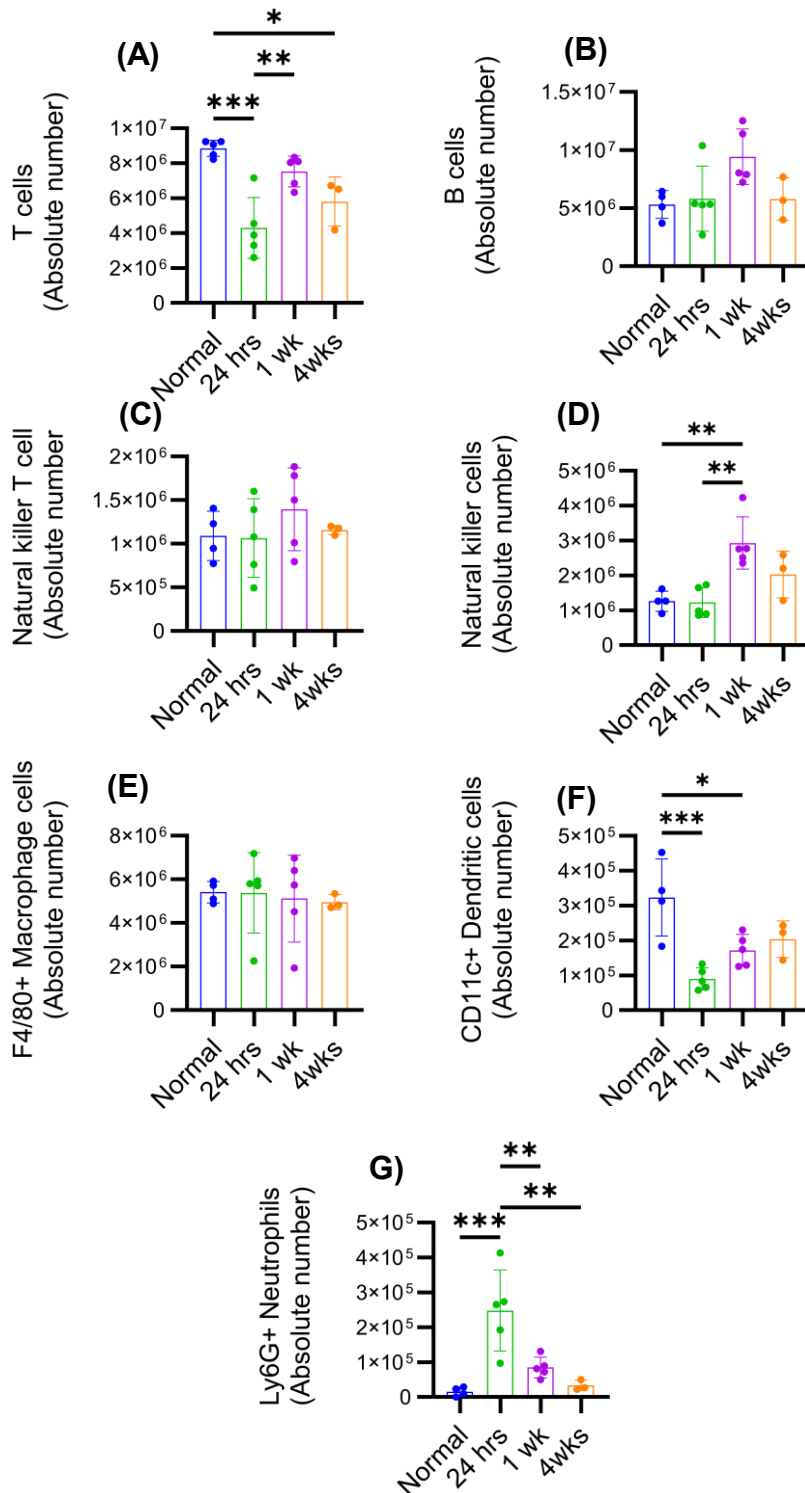 (A)
*
**
***
T cells
(Absolute number)
1×10⁷
8×10⁶
6×10⁶
4×10⁶
2×10⁶
0
Normal
24 hrs
1 wk
4wks
(B)
B cells
(Absolute number)
1.5×10⁷
1×10⁷
5×10⁶
0
Normal
24 hrs
1 wk
4wks
(C)
Natural killer T cell
(Absolute number
2×10⁶
1.5×10⁶
1×10⁶
5×10⁵
0
Normal
24 hrs
1 wk
4wks
(D)
**
**
Natural killer cells
(Absolute number)
5×10⁶
4×10⁶
3×10⁶
2×10⁶
1×10⁶
0
Normal
24 hrs
1 wk
4wks
(E)
F4/80+ Macrophage cells
(Absolute number)
8×10⁶
6×10⁶
4×10⁶
2×10⁶
0
Normal
24 hrs
1 wk
4wks
(F)
*
***
CD11c+ Dendritic cells
(Absolute number)
5×10⁵
4×10⁵
3×10⁵
2×10⁵
1×10⁵
0
Normal
24 hrs
1 wk
4wks
G)
**
**
***
Ly6G+ Neutrophils
(Absolute number)
5×10⁵
4×10⁵
3×10⁵
2×10⁵
1×10⁵
0
Normal
24 hrs
1 wk
4wks